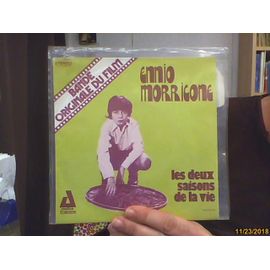 BANDE
ORIGINALE DU FILM
ennio
morricone
les deux
saisons
de la vie
11/23/2018